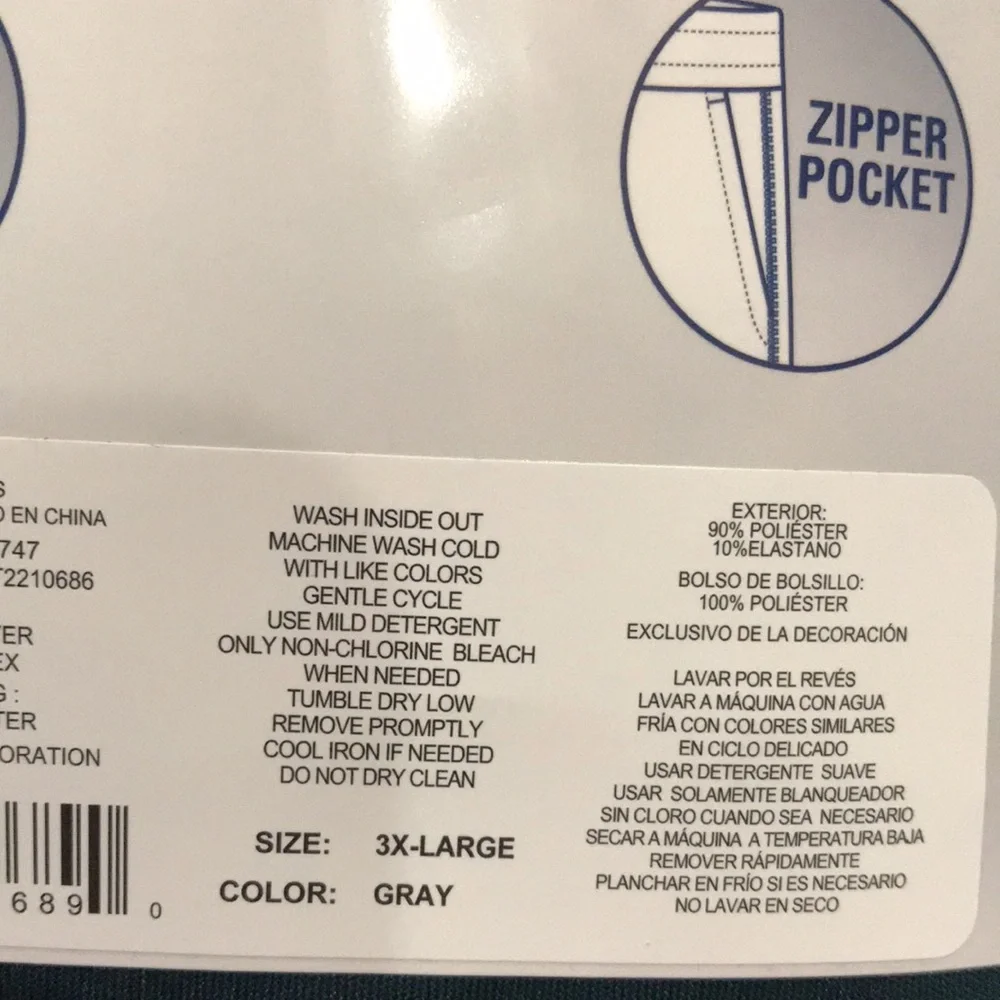 ZIPPER
POCKET
S
O EN CHINA
747
T2210686
ER
EX
G :
TER
ORATION
689
0
WASH INSIDE OUT
MACHINE WASH COLD
WITH LIKE COLORS
GENTLE CYCLE
USE MILD DETERGENT
ONLY NON-CHLORINE BLEACH
WHEN NEEDED
TUMBLE DRY LOW
REMOVE PROMPTLY
COOL IRON IF NEEDED
DO NOT DRY CLEAN
SIZE: 3X-LARGE
COLOR: GRAY
EXTERIOR:
90% POLIÉSTER
10%ELASTANO
BOLSO DE BOLSILLO:
100% POLIÉSTER
EXCLUSIVO DE LA DECORACIÓN
LAVAR POR EL REVÉS
LAVAR A MÁQUINA CON AGUA
FRÍA CON COLORES SIMILARES
EN CICLO DELICADO
USAR DETERGENTE SUAVE
USAR SOLAMENTE BLANQUEADOR
SIN CLORO CUANDO SEA NECESARIO
SECAR A MÁQUINA A TEMPERATURA BAJA
REMOVER RÁPIDAMENTE
PLANCHAR EN FRÍO SI ES NECESARIO
NO LAVAR EN SECO